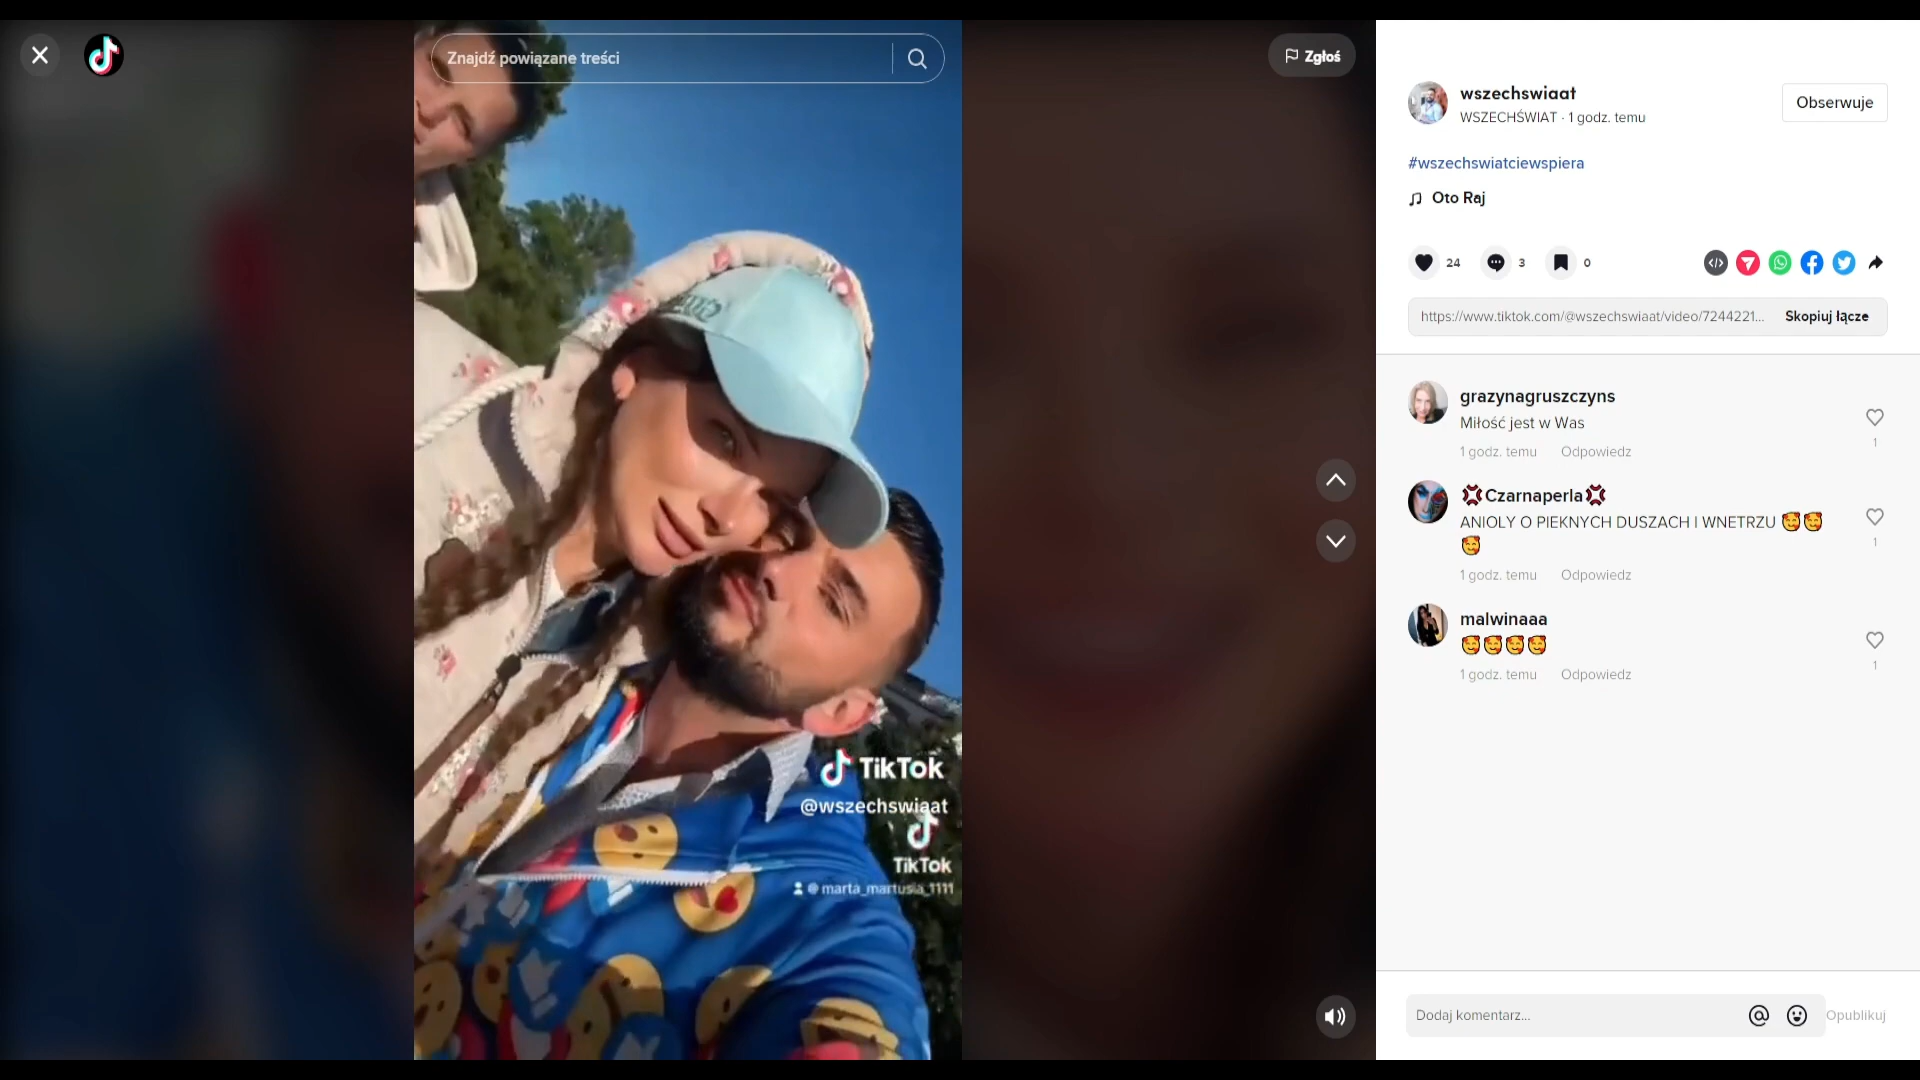 Znajdź powiązane treści
Zgłoś
TikTok
@wszechswiaat
TikTok
@marta_martusia_1111
wszechswiaat
WSZECHŚWIAT · 1 godz. temu
Obserwuje
#wszechswiatciewspiera
Oto Raj
24
3
0
https://www.tiktok.com/@wszechswiaat/video/7244221...
Skopiuj łącze
grazynagruszczyns
Miłość jest w Was
1 godz. temu Odpowiedz
1
💢Czarnaperla💢
ANIOLY O PIEKNYCH DUSZACH I WNETRZU 🥰🥰
🥰
1 godz. temu Odpowiedz
1
malwinaaa
🥰🥰🥰🥰
1 godz. temu Odpowiedz
1
Dodaj komentarz...
Opublikuj